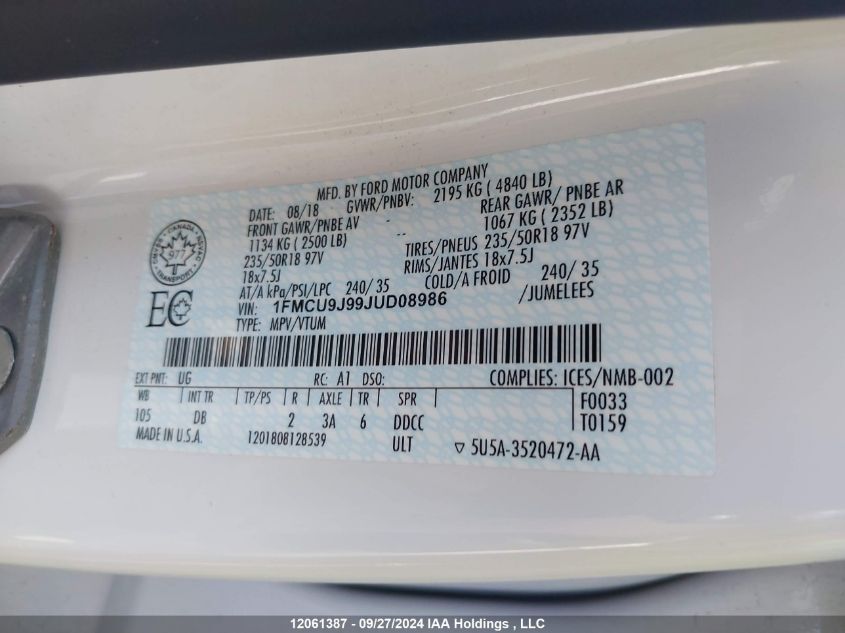 MFD. BY FORD MOTOR COMPANY
DATE: 08/18 GVWR/PNBV: 2195 KG ( 4840 LB)
FRONT GAWR/PNBE AV - REAR GAWR/ PNBE AR
1134 KG ( 2500 LB) -- 1067 KG ( 2352 LB)
235/50R18 97V TIRES/PNEUS 235/50R18 97V
18x7.5J RIMS/JANTES 18x7.5J
AT/A kPa/PSI/LPC 240/ 35 COLD/A FROID 240/ 35
VIN: 1FMCU9J99JUD08986 /JUMELEES
TYPE: MPV/VTUM
CANADA
977
TRANSPORT
EC
EXT PNT: UG RC: A1 DSO: COMPLIES: ICES/NMB-002
WB INT TR TP/PS R AXLE TR SPR F0033
105 DB 2 3A 6 DDCC T0159
MADE IN U.S.A. 1201808128539 ULT ▽ 5U5A-3520472-AA
12061387 - 09/27/2024 IAA Holdings , LLC